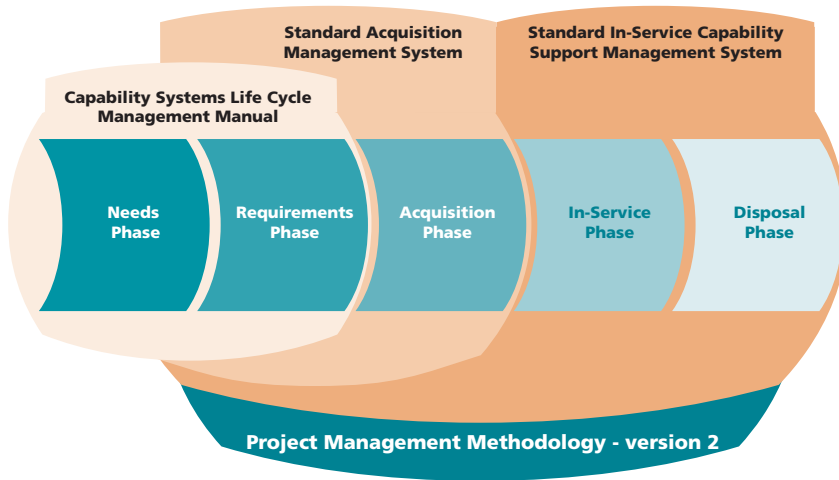 Standard Acquisition
Management System
Standard In-Service Capability
Support Management System
Capability Systems Life Cycle
Management Manual
Needs
Phase
Requirements
Phase
Acquisition
Phase
In-Service
Phase
Disposal
Phase
Project Management Methodology - version 2